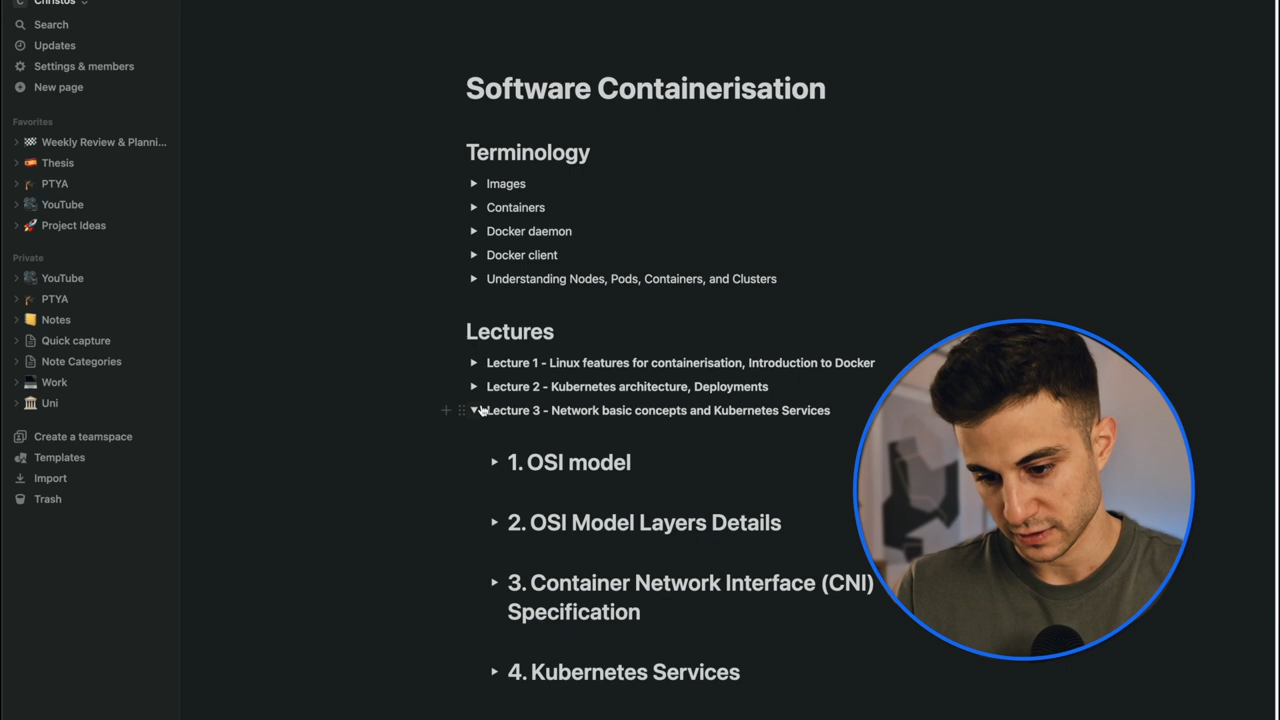 Christos
Search
Updates
Settings & members
New page
Favorites
Weekly Review & Planni...
Thesis
PTYA
YouTube
Project Ideas
Private
YouTube
PTYA
Notes
Quick capture
Note Categories
Work
Uni
Create a teamspace
Templates
Import
Trash
Software Containerisation
Terminology
Images
Containers
Docker daemon
Docker client
Understanding Nodes, Pods, Containers, and Clusters
Lectures
Lecture 1 - Linux features for containerisation, Introduction to Docker
Lecture 2 - Kubernetes architecture, Deployments
Lecture 3 - Network basic concepts and Kubernetes Services
1. OSI model
2. OSI Model Layers Details
3. Container Network Interface (CNI)
Specification
4. Kubernetes Services